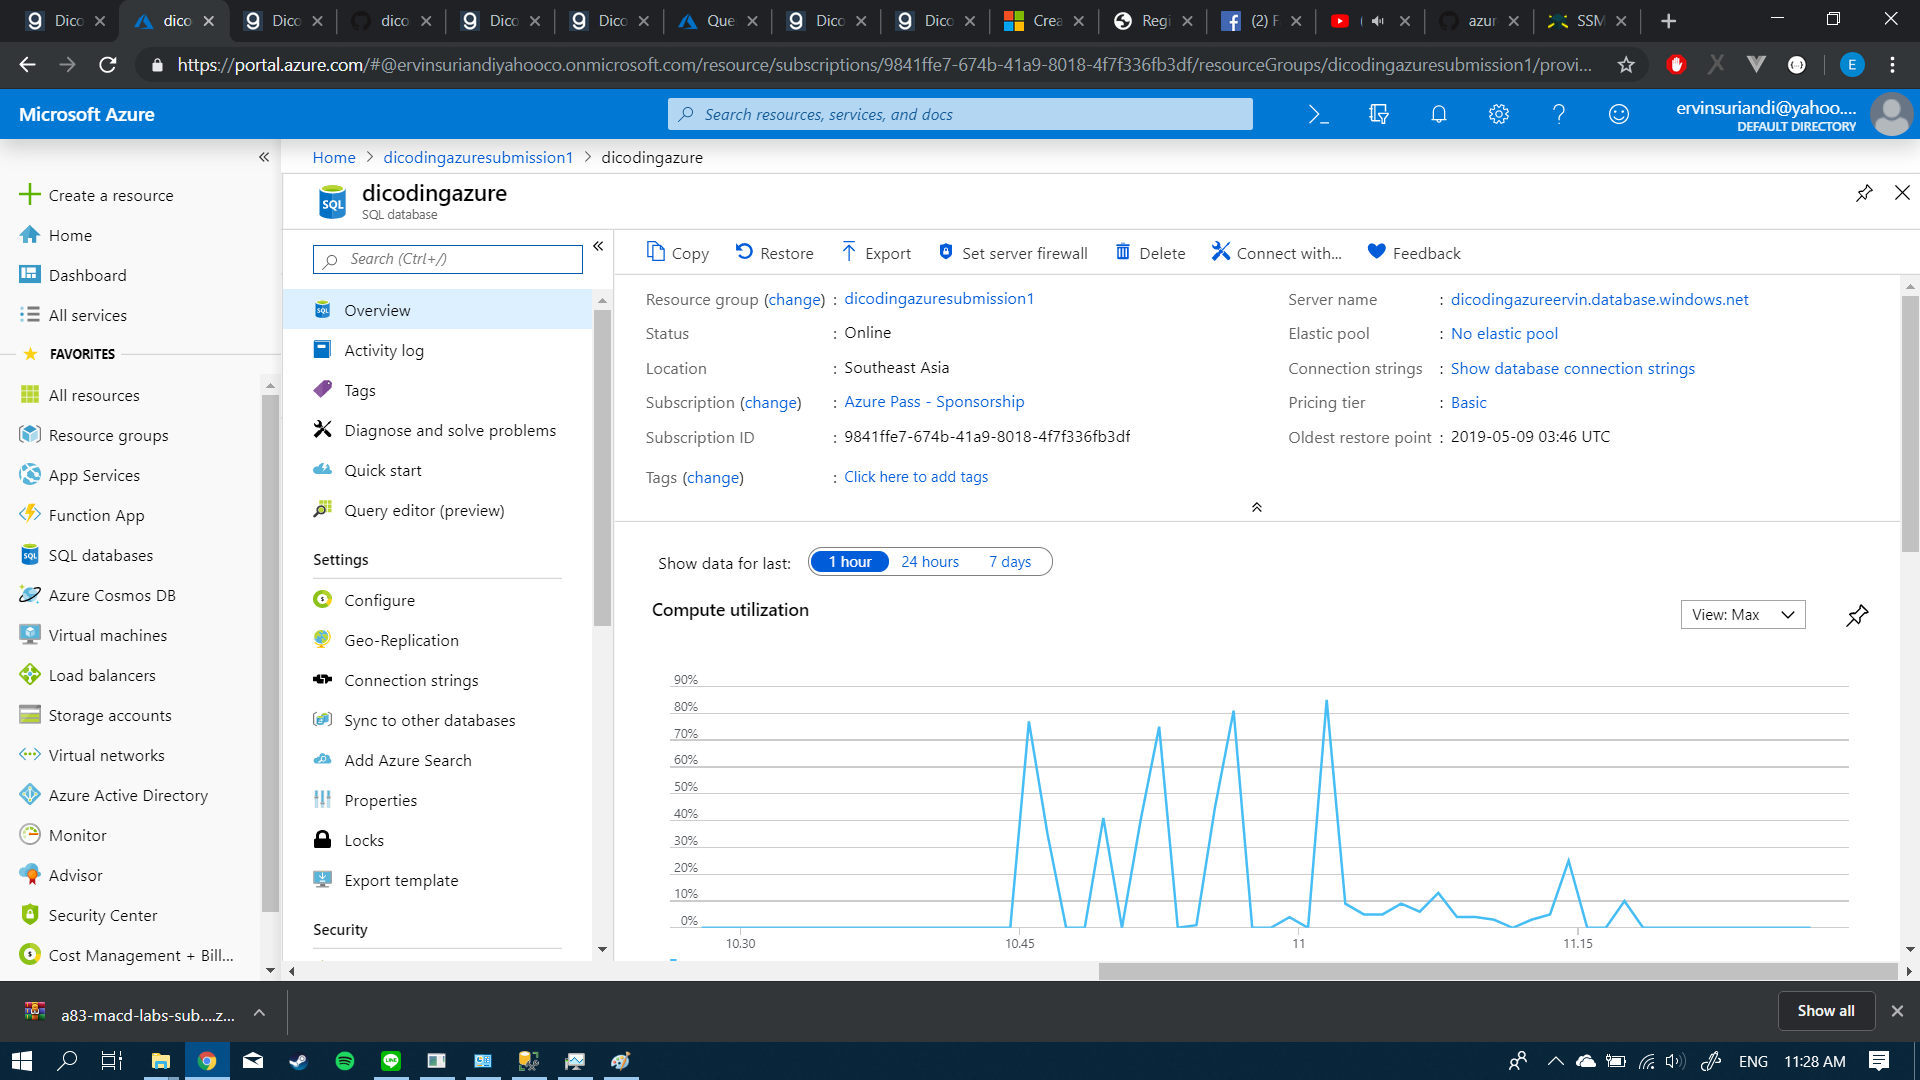 Dico
dico
Dico
dico
Dico
Dico
Que
Dico
Dico
Crea
Regi
(2) F
azur
SSM
https://portal.azure.com/#@ervinsuriandiyahooco.onmicrosoft.com/resource/subscriptions/9841ffe7-674b-41a9-8018-4f7f336fb3df/resourceGroups/dicodingazuresubmission1/provi...
E
Microsoft Azure
Search resources, services, and docs
ervinsuriandi@yahoo....
DEFAULT DIRECTORY
Create a resource
Home
Dashboard
All services
FAVORITES
All resources
Resource groups
App Services
Function App
SQL databases
Azure Cosmos DB
Virtual machines
Load balancers
Storage accounts
Virtual networks
Azure Active Directory
Monitor
Advisor
Security Center
Cost Management + Bill...
Home > dicodingazuresubmission1 > dicodingazure
SQL
dicodingazure
SQL database
Search (Ctrl+/)
Overview
Activity log
Tags
Diagnose and solve problems
Quick start
Query editor (preview)
Settings
Configure
Geo-Replication
Connection strings
Sync to other databases
Add Azure Search
Properties
Locks
Export template
Security
Copy
Restore
Export
Set server firewall
Delete
Connect with...
Feedback
Resource group (change) : dicodingazuresubmission1
Status : Online
Location : Southeast Asia
Subscription (change) : Azure Pass - Sponsorship
Subscription ID : 9841ffe7-674b-41a9-8018-4f7f336fb3df
Tags (change) : Click here to add tags
Server name : dicodingazureervin.database.windows.net
Elastic pool : No elastic pool
Connection strings : Show database connection strings
Pricing tier : Basic
Oldest restore point : 2019-05-09 03:46 UTC
Show data for last: 1 hour 24 hours 7 days
Compute utilization
View: Max
90%
80%
70%
60%
50%
40%
30%
20%
10%
0%
10.30
10.45
11
11.15
a83-macd-labs-sub....z...
Show all
ENG
11:28 AM